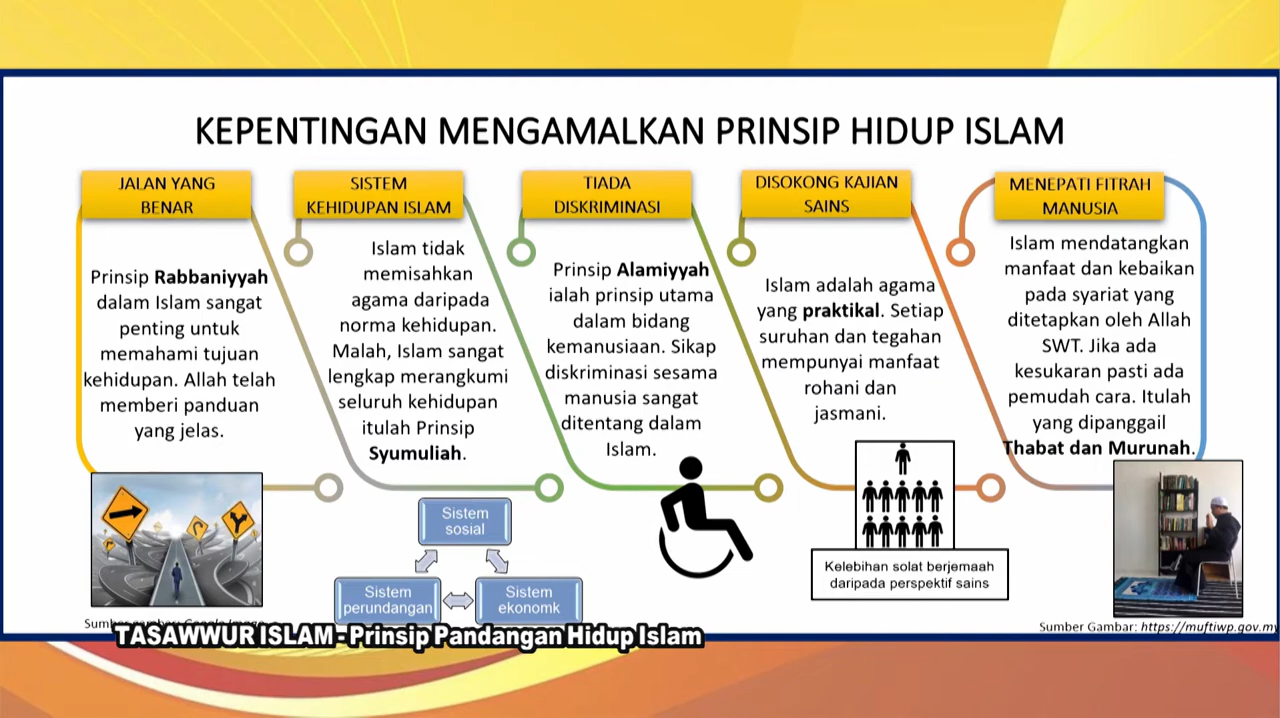 KEPENTINGAN MENGAMALKAN PRINSIP HIDUP ISLAM
JALAN YANG
BENAR
Prinsip Rabbaniyyah
dalam Islam sangat
penting untuk
memahami tujuan
kehidupan. Allah telah
memberi panduan
yang jelas.
SISTEM
KEHIDUPAN ISLAM
Islam tidak
memisahkan
agama daripada
norma kehidupan.
Malah, Islam sangat
lengkap merangkumi
seluruh kehidupan
itulah Prinsip
Syumuliah.
Sistem
sosial
Sistem
perundangan
Sistem
ekonomk
TIADA
DISKRIMINASI
Prinsip Alamiyyah
ialah prinsip utama
dalam bidang
kemanusiaan. Sikap
diskriminasi sesama
manusia sangat
ditentang dalam
Islam.
DISOKONG KAJIAN
SAINS
Islam adalah agama
yang praktikal. Setiap
suruhan dan tegahan
mempunyai manfaat
rohani dan
jasmani.
Kelebihan solat berjemaah
daripada perspektif sains
MENEPATI FITRAH
MANUSIA
Islam mendatangkan
manfaat dan kebaikan
pada syariat yang
ditetapkan oleh Allah
SWT. Jika ada
kesukaran pasti ada
pemudah cara. Itulah
yang dipanggail
Thabat dan Murunah.
Sumber Gambar: https://muftiwp.gov.my
TASAWWUR ISLAM - Prinsip Pandangan Hidup Islam